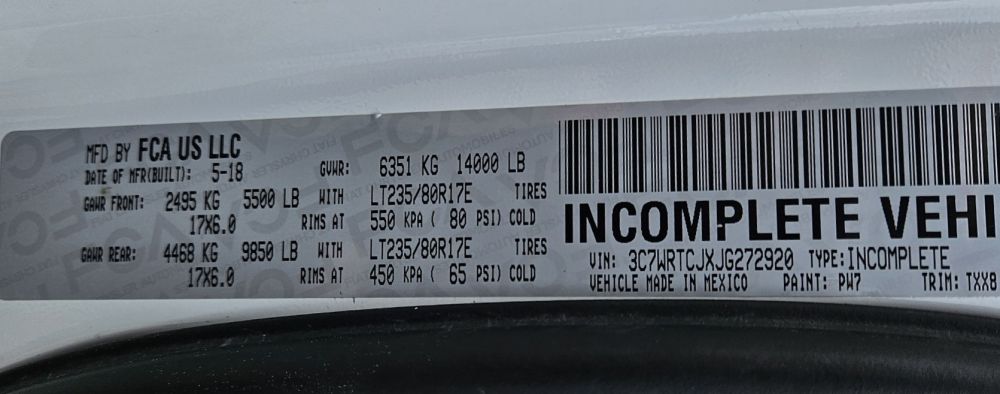 MFD BY FCA US LLC
DATE OF MFR(BUILT): 5-18 GVWR: 6351 KG 14000 LB
GAWR FRONT: 2495 KG 5500 LB WITH LT235/80R17E TIRES
17X6.0 RIMS AT 550 KPA ( 80 PSI) COLD
GAWR REAR: 4468 KG 9850 LB WITH LT235/80R17E TIRES
17X6.0 RIMS AT 450 KPA ( 65 PSI) COLD
INCOMPLETE VEHI
VIN: 3C7WRTCJXJG272920 TYPE:INCOMPLETE
VEHICLE MADE IN MEXICO PAINT: PW7 TRIM: TXX8